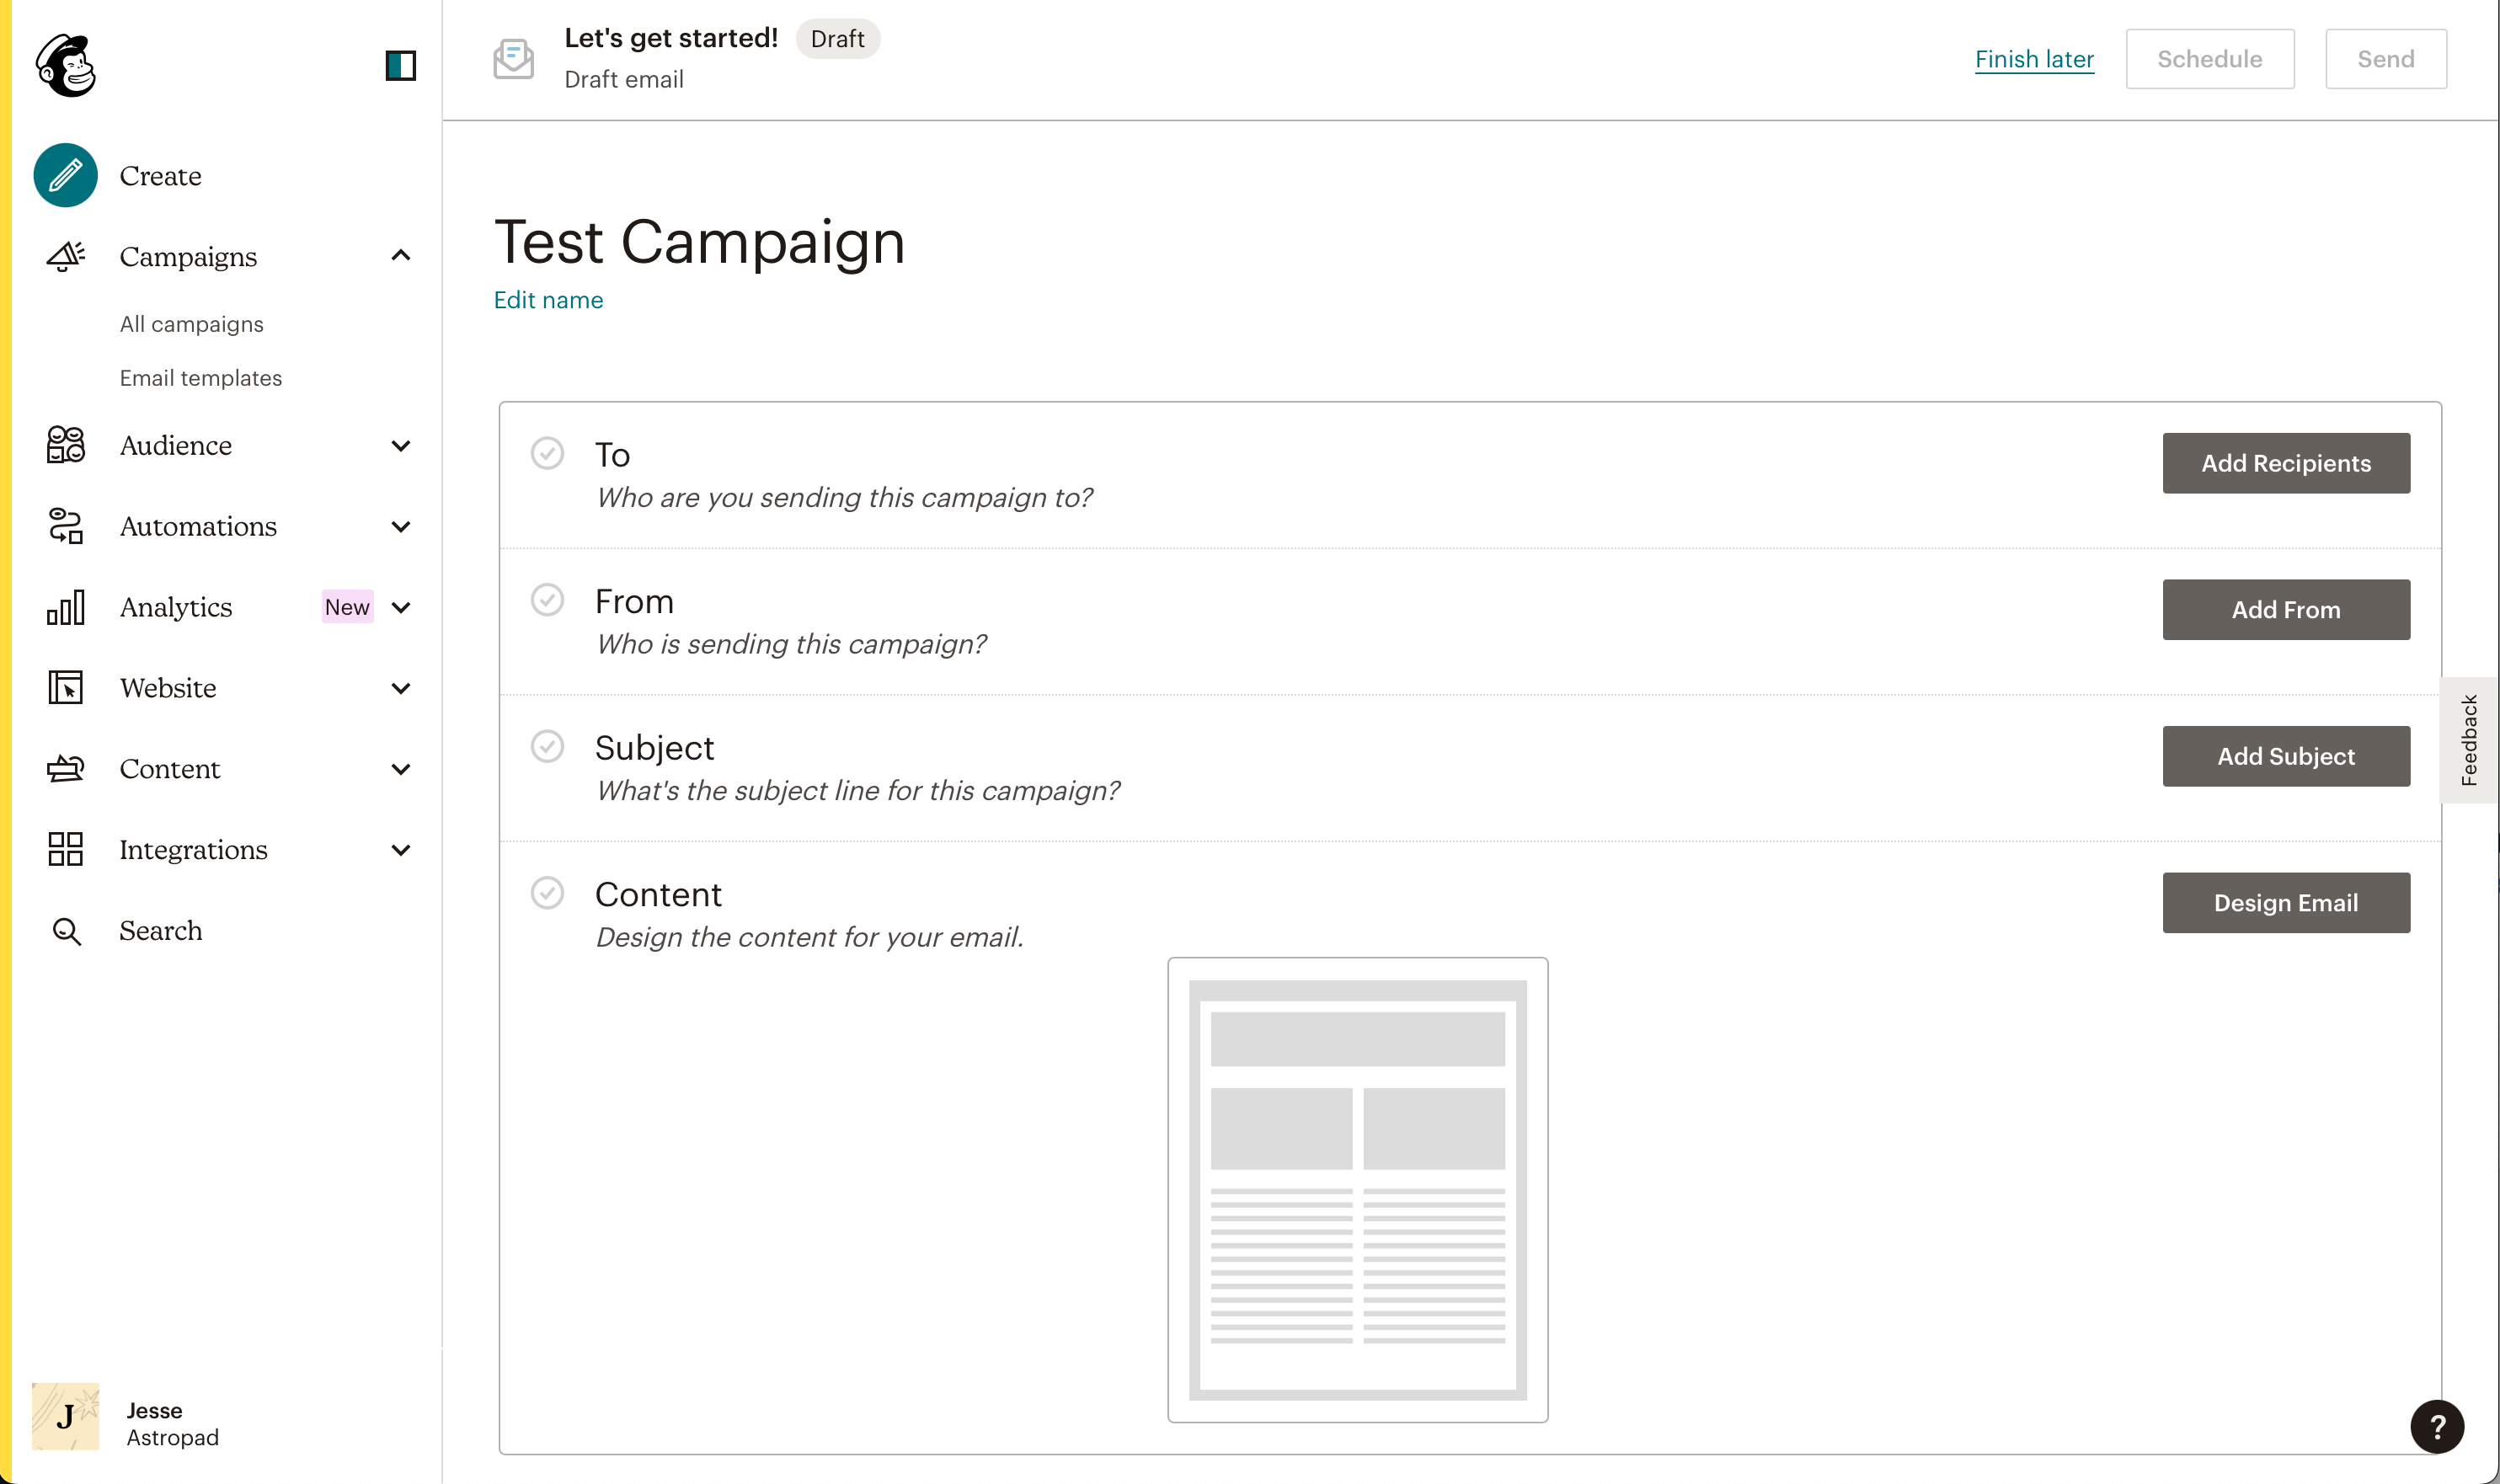 Let's get started!
Draft
Draft email
Finish later
Schedule
Send
Create
Campaigns
All campaigns
Email templates
Audience
Automations
Analytics
New
Website
Content
Integrations
Search
Jesse
Astropad
J
Test Campaign
Edit name
To
Who are you sending this campaign to?
Add Recipients
From
Who is sending this campaign?
Add From
Subject
What's the subject line for this campaign?
Add Subject
Content
Design the content for your email.
Design Email
Feedback
?